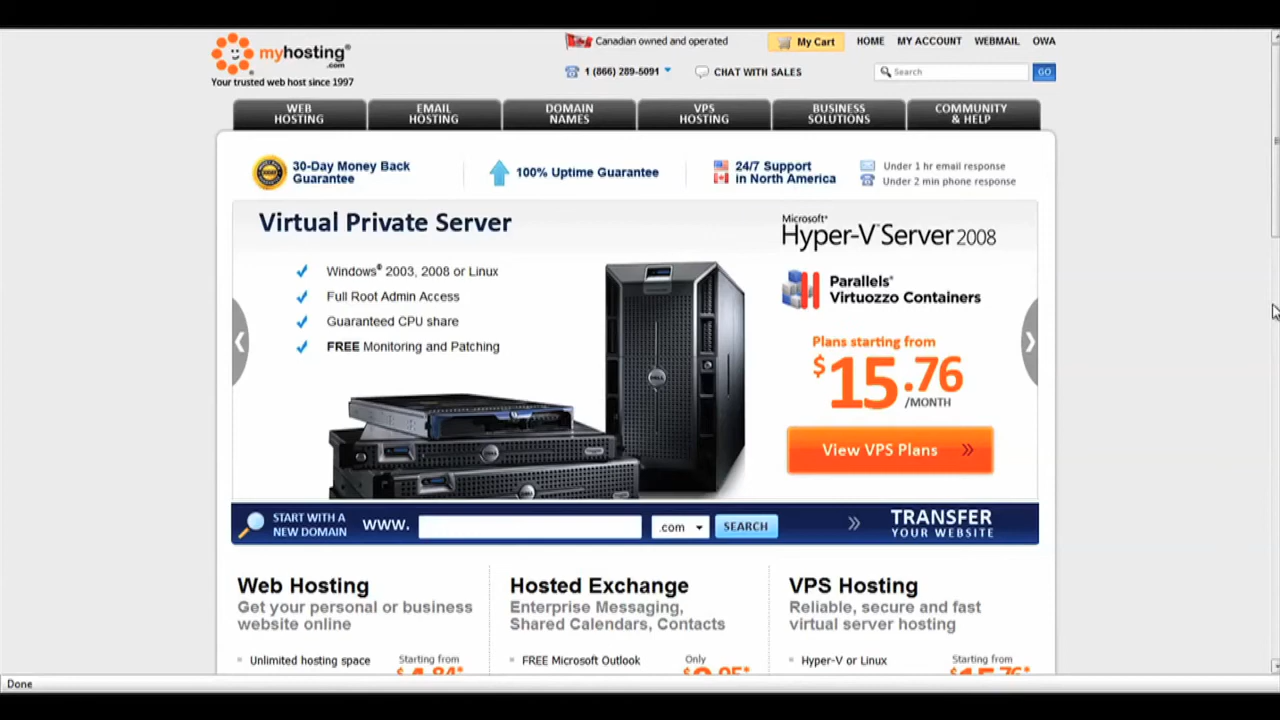 myhosting®
.com
Your trusted web host since 1997
Canadian owned and operated
My Cart
HOME
MY ACCOUNT
WEBMAIL
OWA
1 (866) 289-5091
CHAT WITH SALES
Search
GO
WEB
HOSTING
EMAIL
HOSTING
DOMAIN
NAMES
VPS
HOSTING
BUSINESS
SOLUTIONS
COMMUNITY
& HELP
30-Day Money Back
Guarantee
100% Uptime Guarantee
24/7 Support
in North America
Under 1 hr email response
Under 2 min phone response
Virtual Private Server
Windows® 2003, 2008 or Linux
Full Root Admin Access
Guaranteed CPU share
FREE Monitoring and Patching
Microsoft®
Hyper-V™Server 2008
Parallels®
Virtuozzo Containers
Plans starting from
$15.76
/MONTH
View VPS Plans
START WITH A
NEW DOMAIN
WWW.
.com
SEARCH
TRANSFER
YOUR WEBSITE
Web Hosting
Get your personal or business
website online
Unlimited hosting space
Starting from
Hosted Exchange
Enterprise Messaging,
Shared Calendars, Contacts
FREE Microsoft Outlook
Only
VPS Hosting
Reliable, secure and fast
virtual server hosting
Hyper-V or Linux
Starting from
Done